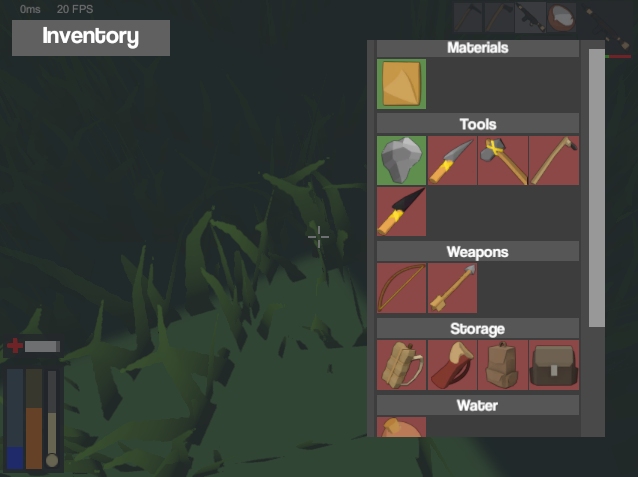 0ms 20 FPS
Inventory
Materials
Tools
Weapons
Storage
Water